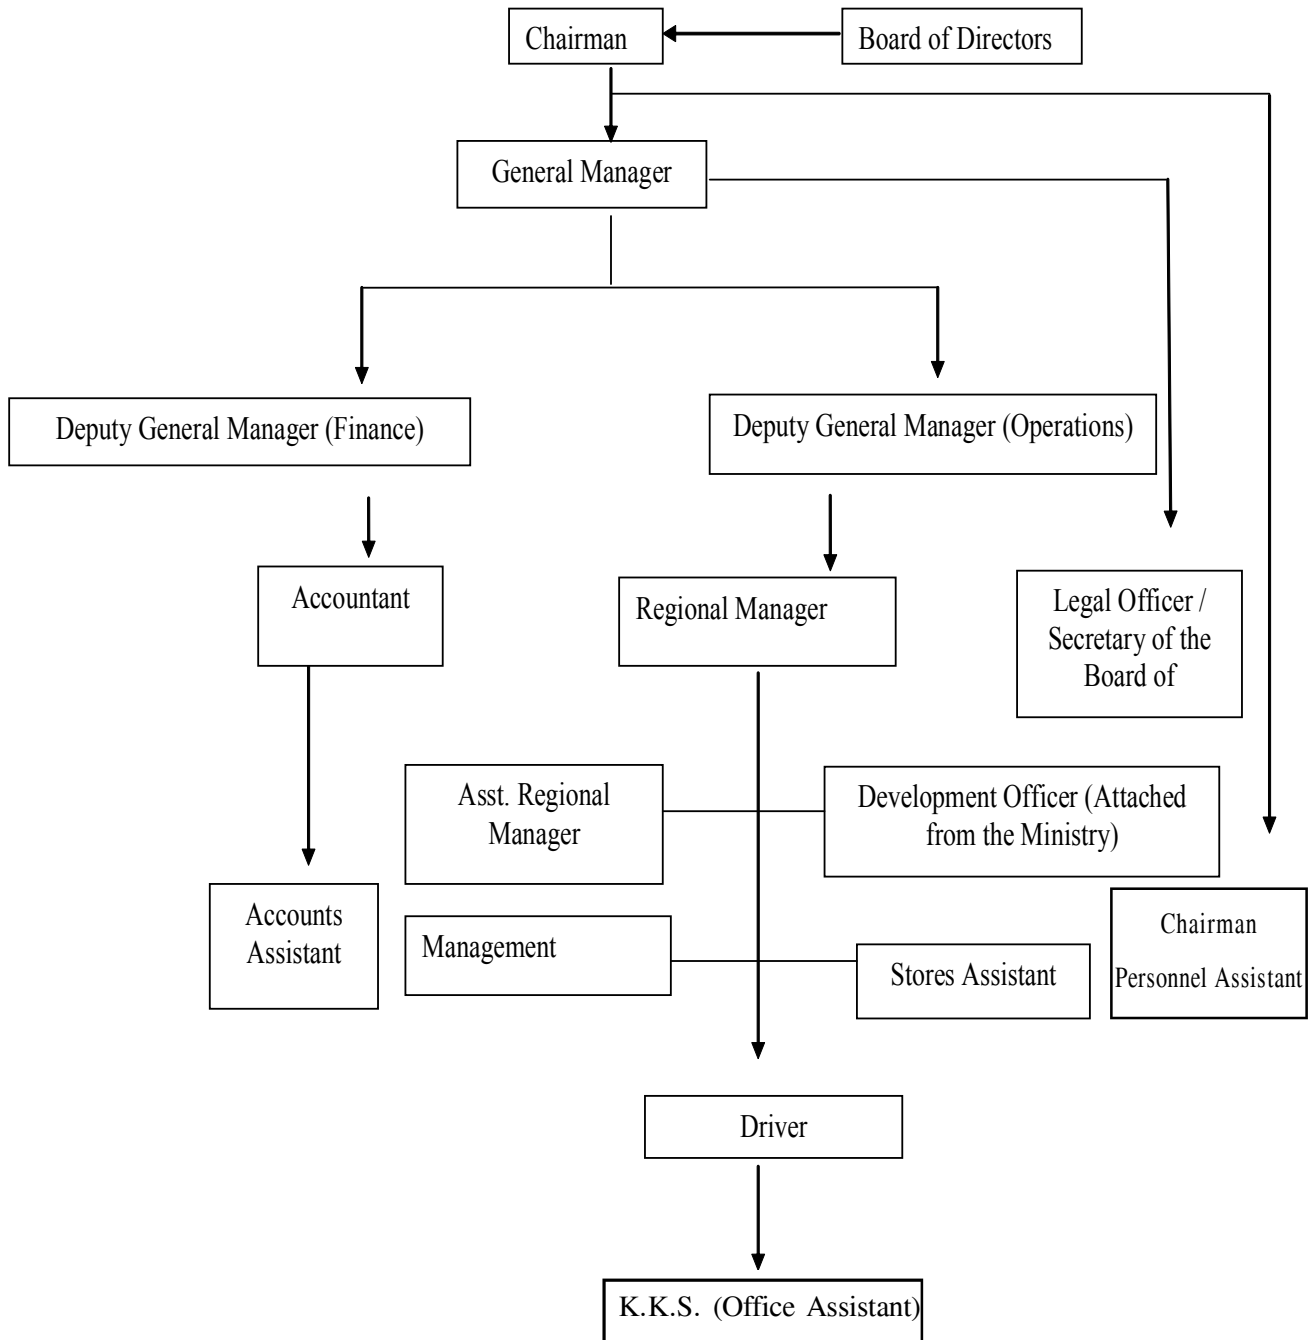 Chairman
Board of Directors
General Manager
Deputy General Manager (Finance)
Deputy General Manager (Operations)
Accountant
Regional Manager
Legal Officer /
Secretary of the
Board of
Asst. Regional
Manager
Development Officer (Attached
from the Ministry)
Accounts
Assistant
Management
Stores Assistant
Chairman
Personnel Assistant
Driver
K.K.S. (Office Assistant)